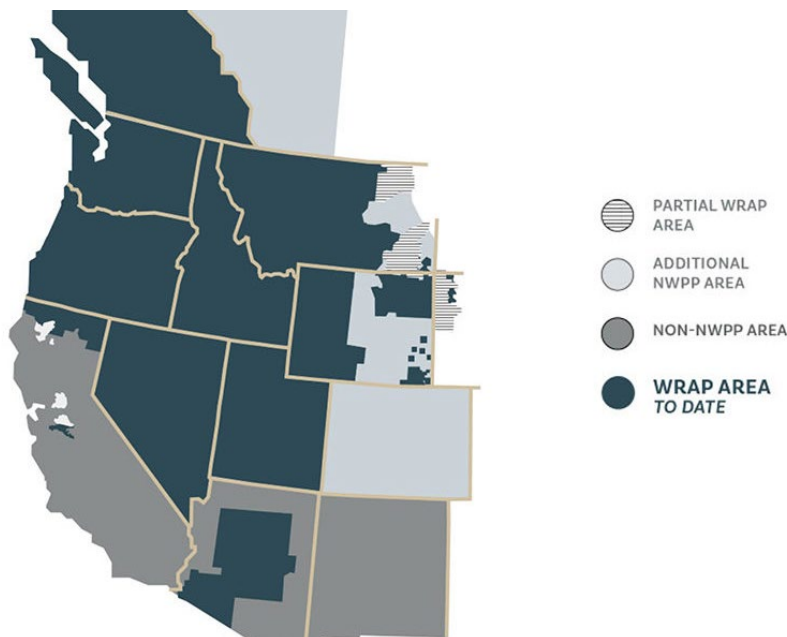 PARTIAL WRAP
AREA
ADDITIONAL
NWPP AREA
NON-NWPP AREA
WRAP AREA
TO DATE